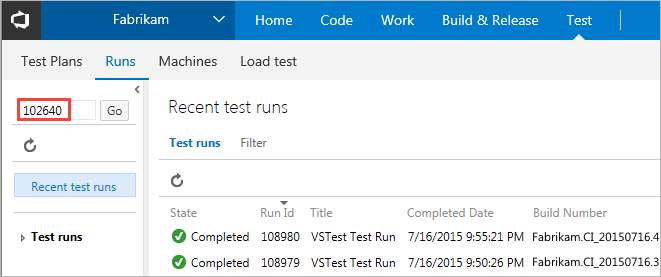 Fabrikam Home Code Work Build & Release Test
Test Plans Runs Machines Load test
102640 Go
Recent test runs
Test runs Filter
Recent test runs
Test runs
State Run Id Title Completed Date Build Number
Completed 108980 VSTest Test Run 7/16/2015 9:55:21 PM Fabrikam.CI_20150716.4
Completed 108979 VSTest Test Run 7/16/2015 9:50:26 PM Fabrikam.CI_20150716.3